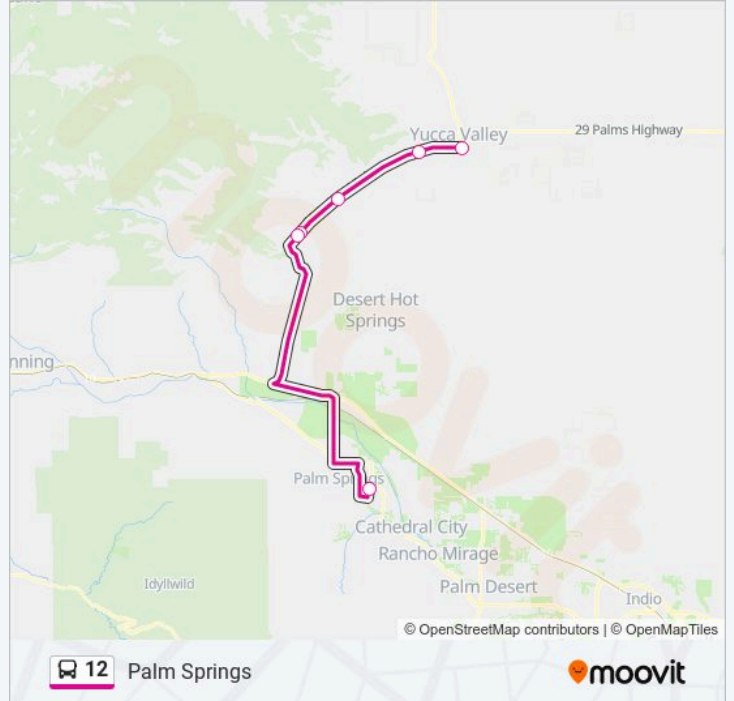 Yucca Valley
29 Palms Highway
Desert Hot
Springs
nning
Palm Springs
Cathedral City
Rancho Mirage
Idyllwild
Palm Desert
Indio
© OpenStreetMap contributors | © OpenMapTiles
12 Palm Springs
moovit
moovit